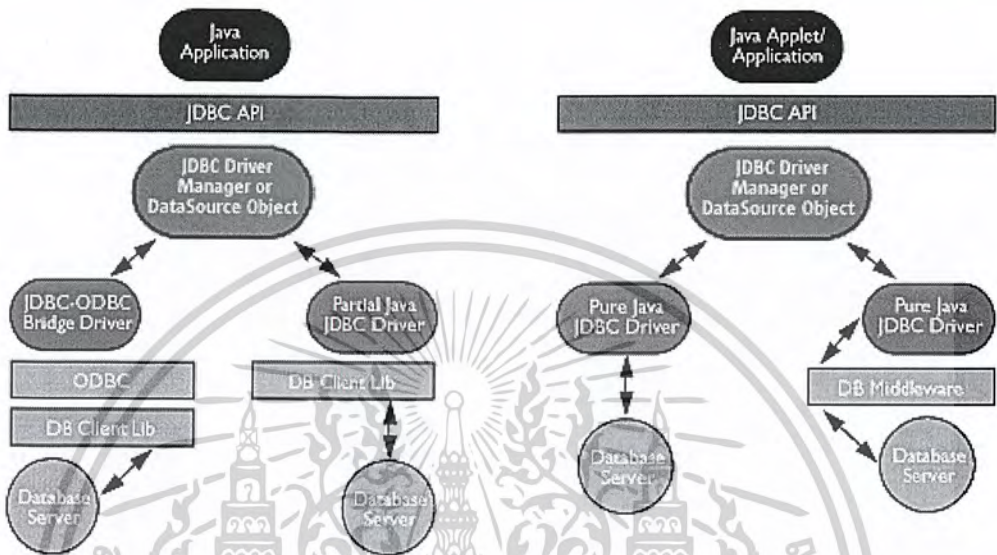 Java
Application
JDBC API
JDBC Driver
Manager or
DataSource Object
JDBC-ODBC
Bridge Driver
Partial Java
JDBC Driver
ODBC
DB Client Lib
DB Client Lib
Database
Server
Database
Server
Java Applet/
Application
JDBC API
JDBC Driver
Manager or
DataSource Object
Pure Java
JDBC Driver
Pure Java
JDBC Driver
DB Middleware
Database
Server
Database
Server